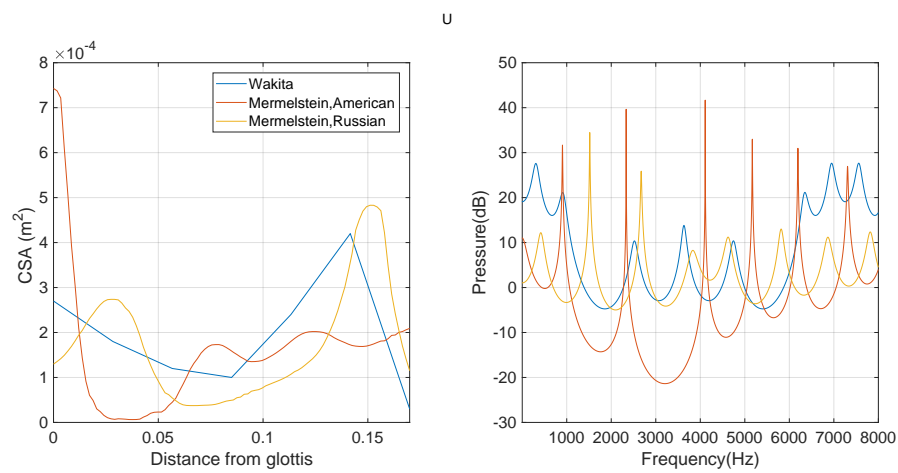 U
×10⁻⁴
8
7
6
5
4
3
2
1
0
0 0.05 0.1 0.15
CSA (m²)
Distance from glottis
Wakita
Mermelstein,American
Mermelstein,Russian
50
40
30
20
10
0
-10
-20
-30
1000 2000 3000 4000 5000 6000 7000 8000
Pressure(dB)
Frequency(Hz)